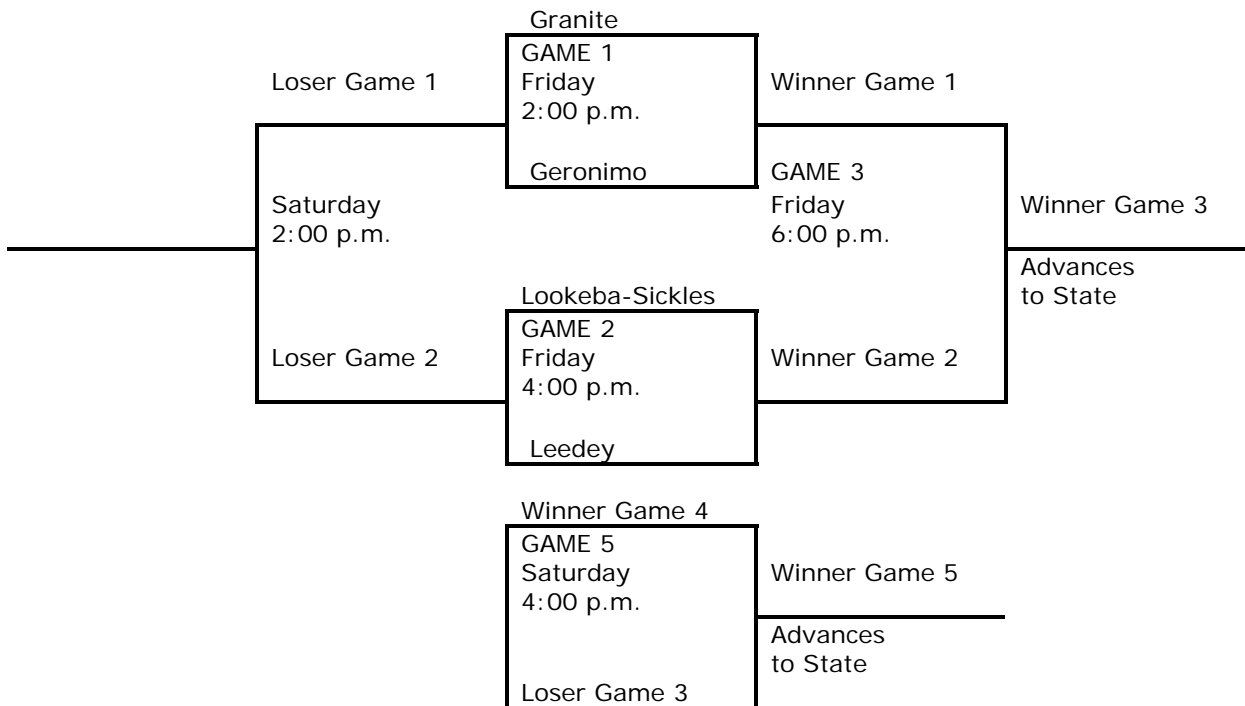 Granite
GAME 1
Loser Game 1
Friday
Winner Game 1
2:00 p.m.
Geronimo
GAME 3
Saturday
Friday
Winner Game 3
2:00 p.m.
6:00 p.m.
Advances
Lookeba-Sickles
to State
GAME 2
Loser Game 2
Friday
Winner Game 2
4:00 p.m.
Leedey
Winner Game 4
GAME 5
Saturday
Winner Game 5
4:00 p.m.
Advances
to State
Loser Game 3